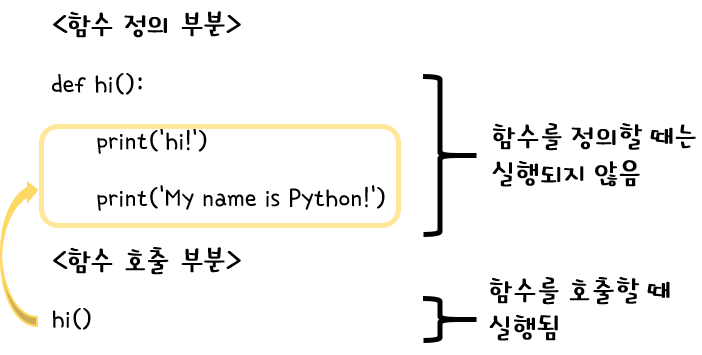 <함수 정의 부분>
def hi():
print('hi!')
print('My name is Python!')
함수를 정의할 때는
실행되지 않음
<함수 호출 부분>
hi()
함수를 호출할 때
실행됨